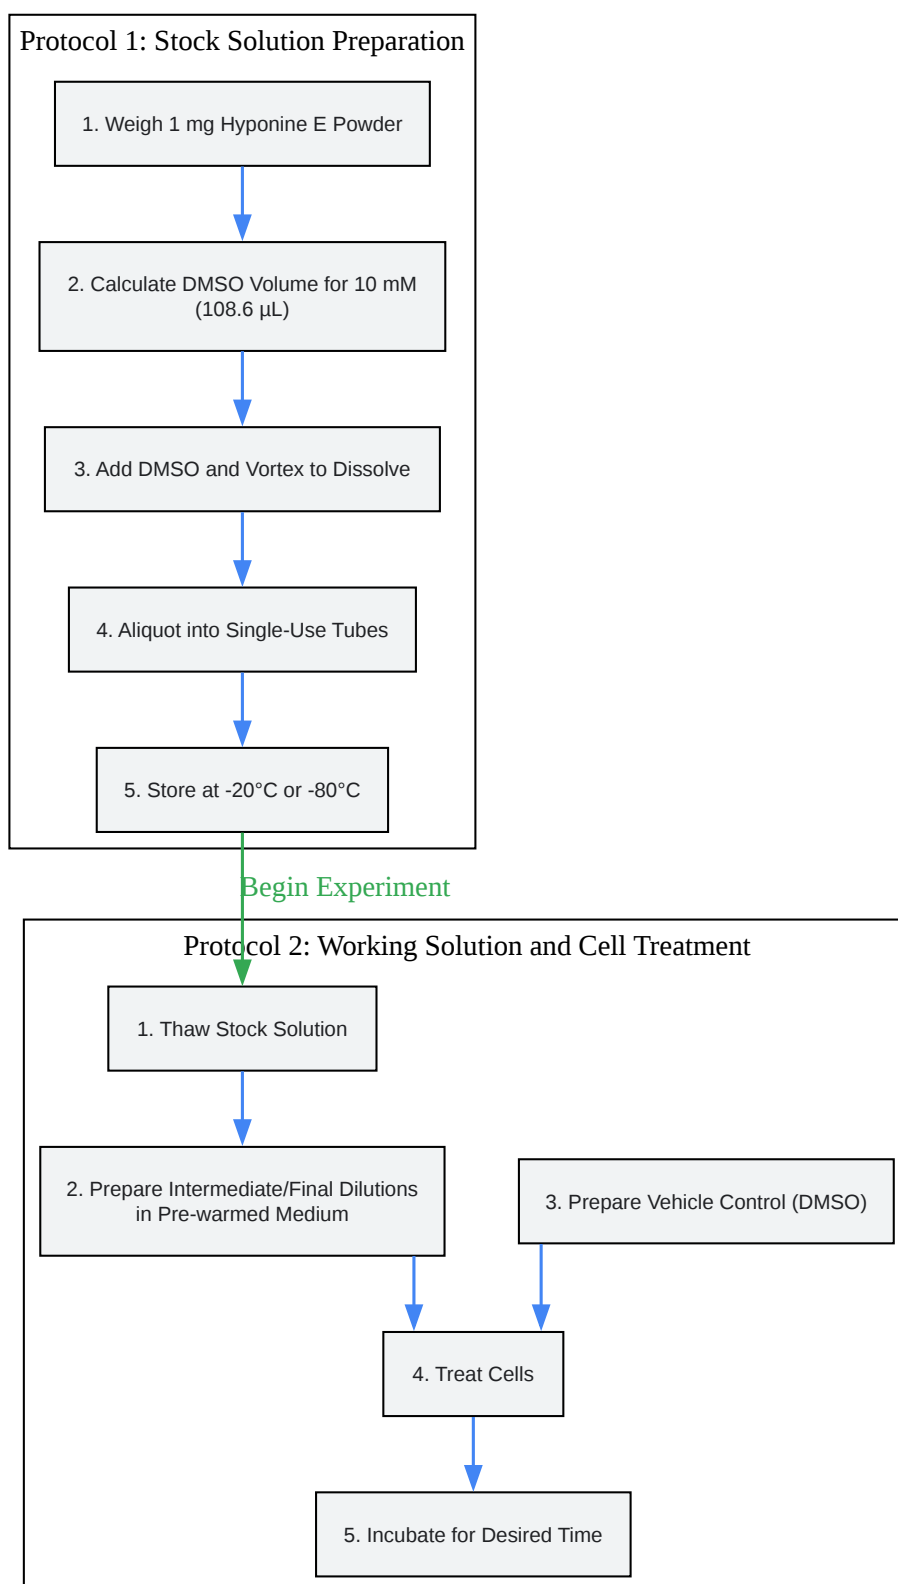 Protocol 1: Stock Solution Preparation
1. Weigh 1 mg Hyponine E Powder
2. Calculate DMSO Volume for 10 mM
(108.6 µL)
3. Add DMSO and Vortex to Dissolve
4. Aliquot into Single-Use Tubes
5. Store at -20°C or -80°C
Begin Experiment
Protocol 2: Working Solution and Cell Treatment
1. Thaw Stock Solution
2. Prepare Intermediate/Final Dilutions
in Pre-warmed Medium
3. Prepare Vehicle Control (DMSO)
4. Treat Cells
5. Incubate for Desired Time